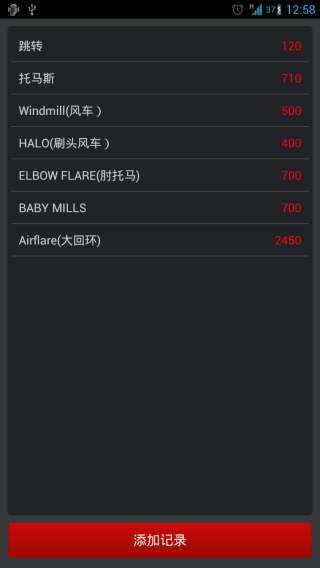 H 37 12:58
跳转 120
托马斯 710
Windmill(风车 ) 500
HALO(刷头风车 ) 400
ELBOW FLARE(肘托马) 700
BABY MILLS 700
Airflare(大回环) 2450
添加记录